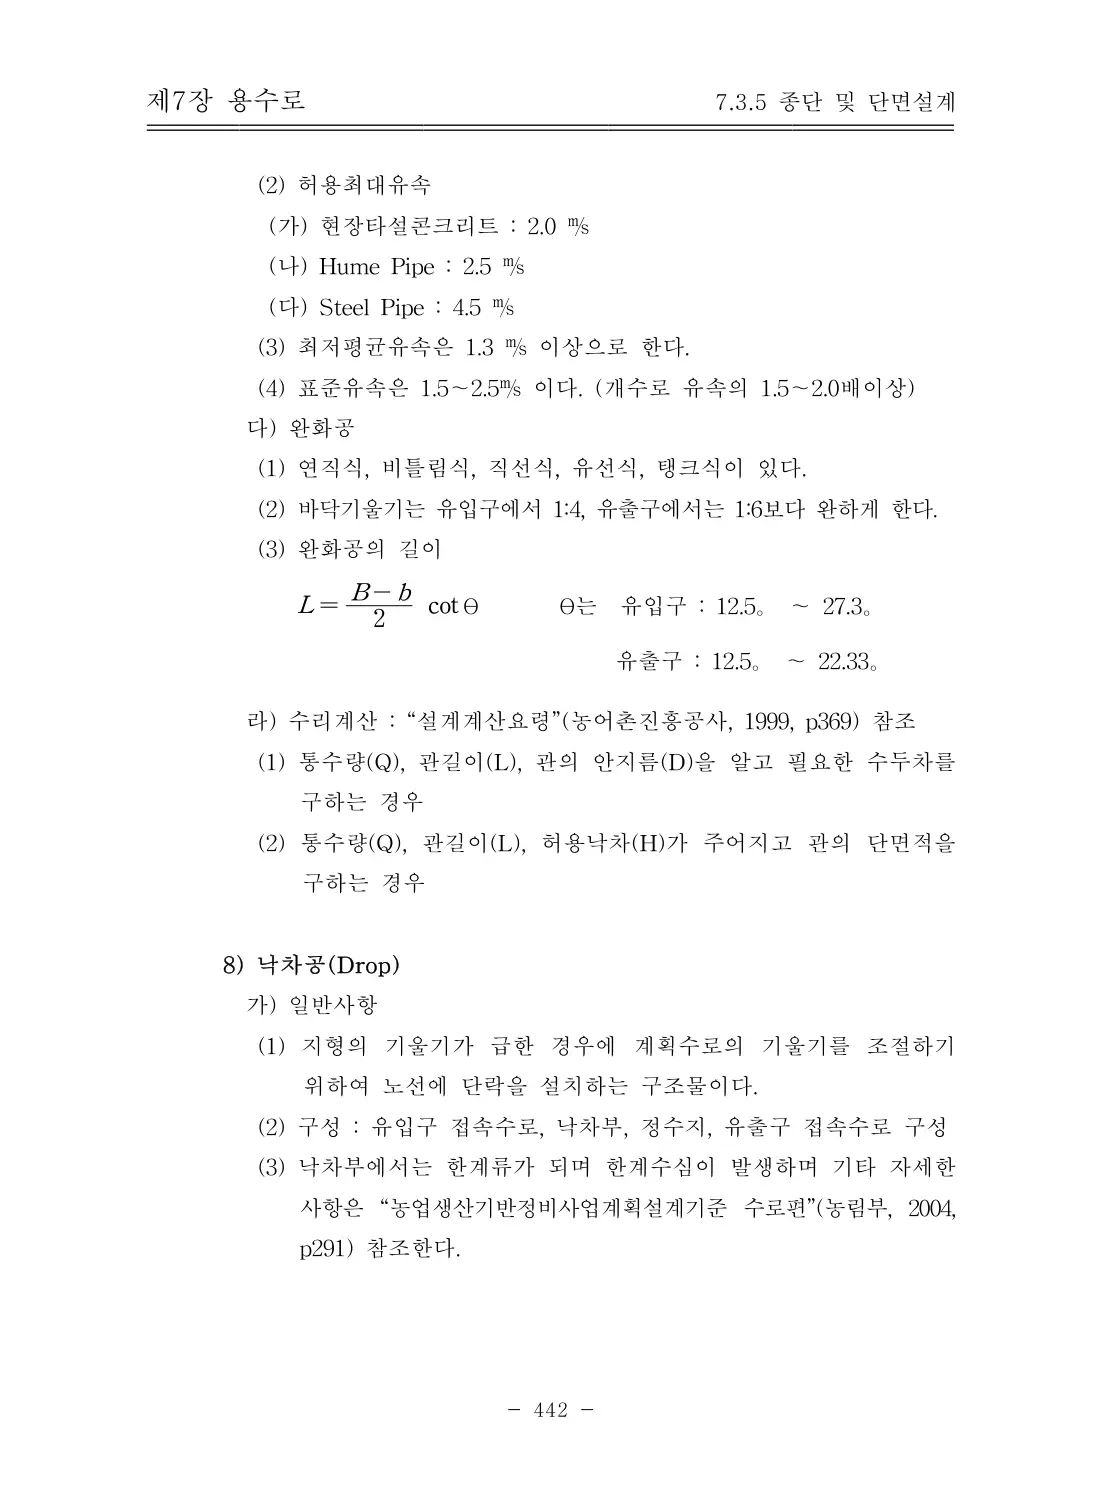 제7장 용수로
7.3.5 종단 및 단면설계
(2) 허용최대유속
(가) 현장타설콘크리트 : 2.0 ㎧
(나) Hume Pipe : 2.5 ㎧
(다) Steel Pipe : 4.5 ㎧
(3) 최저평균유속은 1.3 ㎧ 이상으로 한다.
(4) 표준유속은 1.5∼2.5㎧ 이다. (개수로 유속의 1.5∼2.0배이상)
다) 완화공
(1) 연직식, 비틀림식, 직선식, 유선식, 탱크식이 있다.
(2) 바닥기울기는 유입구에서 1:4, 유출구에서는 1:6보다 완하게 한다.
(3) 완화공의 길이
L = (B − b)/2 cot θ θ는 유입구 : 12.5。 ∼ 27.3。
유출구 : 12.5。 ∼ 22.33。
라) 수리계산 : “설계계산요령”(농어촌진흥공사, 1999, p369) 참조
(1) 통수량(Q), 관길이(L), 관의 안지름(D)을 알고 필요한 수두차를
구하는 경우
(2) 통수량(Q), 관길이(L), 허용낙차(H)가 주어지고 관의 단면적을
구하는 경우
8) 낙차공(Drop)
가) 일반사항
(1) 지형의 기울기가 급한 경우에 계획수로의 기울기를 조절하기
위하여 노선에 단락을 설치하는 구조물이다.
(2) 구성 : 유입구 접속수로, 낙차부, 정수지, 유출구 접속수로 구성
(3) 낙차부에서는 한계류가 되며 한계수심이 발생하며 기타 자세한
사항은 “농업생산기반정비사업계획설계기준 수로편”(농림부, 2004,
p291) 참조한다.
- 442 -